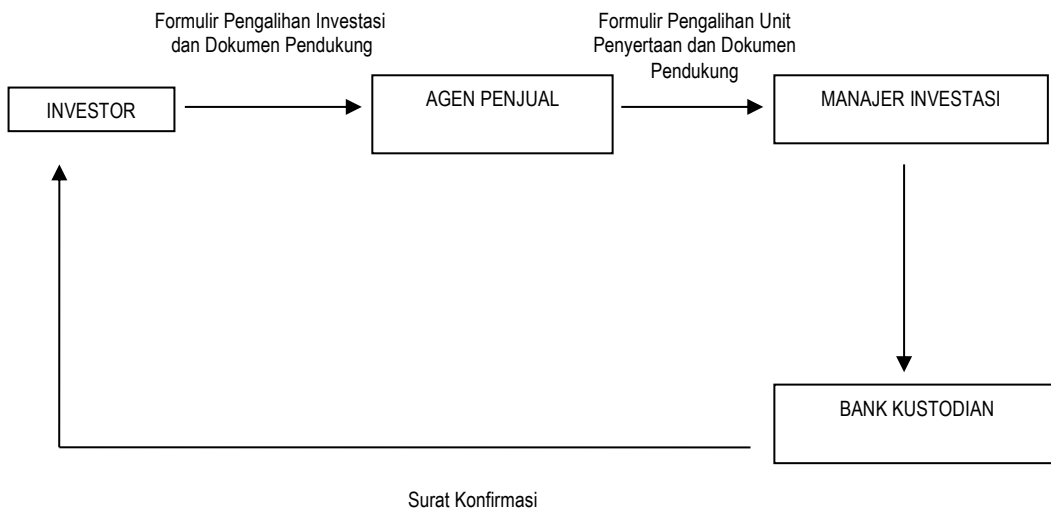 Formulir Pengalihan Investasi
dan Dokumen Pendukung
Formulir Pengalihan Unit
Penyertaan dan Dokumen
Pendukung
INVESTOR
AGEN PENJUAL
MANAJER INVESTASI
BANK KUSTODIAN
Surat Konfirmasi